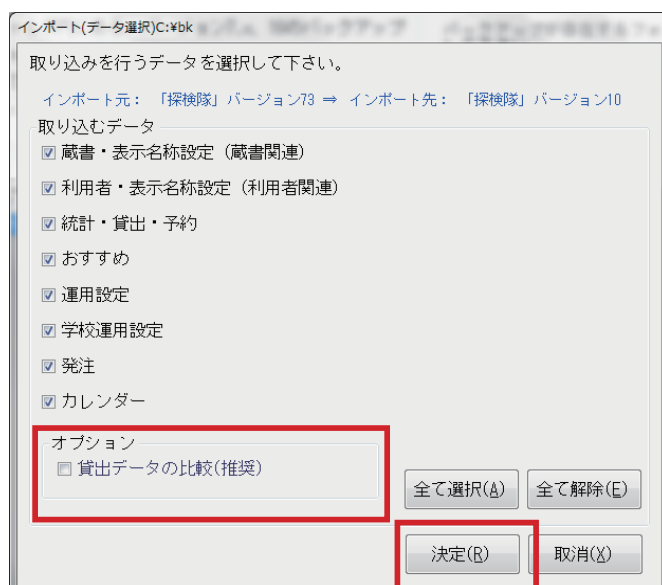 インポート(データ選択)C:¥bk
取り込みを行うデータを選択して下さい。
インポート元： 「探検隊」バージョン73 ⇒ インポート先： 「探検隊」バージョン10
取り込むデータ
蔵書・表示名称設定（蔵書関連）
利用者・表示名称設定（利用者関連）
統計・貸出・予約
おすすめ
運用設定
学校運用設定
発注
カレンダー
オプション
貸出データの比較(推奨)
全て選択(A) 全て解除(E)
決定(R) 取消(X)